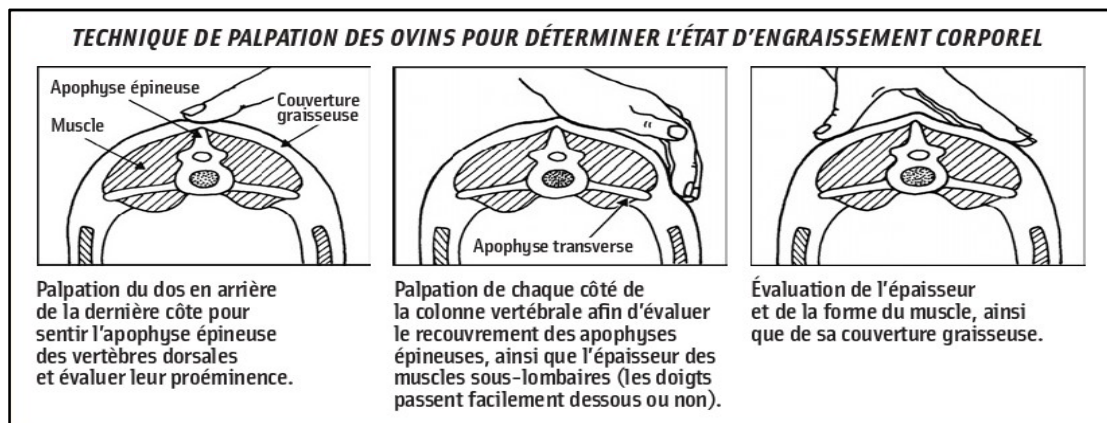 TECHNIQUE DE PALPATION DES OVINS POUR DÉTERMINER L'ÉTAT D'ENGRAISSEMENT CORPOREL
Apophyse épineuse
Muscle
Couverture
graisseuse
Palpation du dos en arrière
de la dernière côte pour
sentir l'apophyse épineuse
des vertèbres dorsales
et évaluer leur proéminence.
Apophyse transverse
Palpation de chaque côté de
la colonne vertébrale afin d'évaluer
le recouvrement des apophyses
épineuses, ainsi que l'épaisseur des
muscles sous-lombaires (les doigts
passent facilement dessous ou non).
Évaluation de l'épaisseur
et de la forme du muscle, ainsi
que de sa couverture graisseuse.